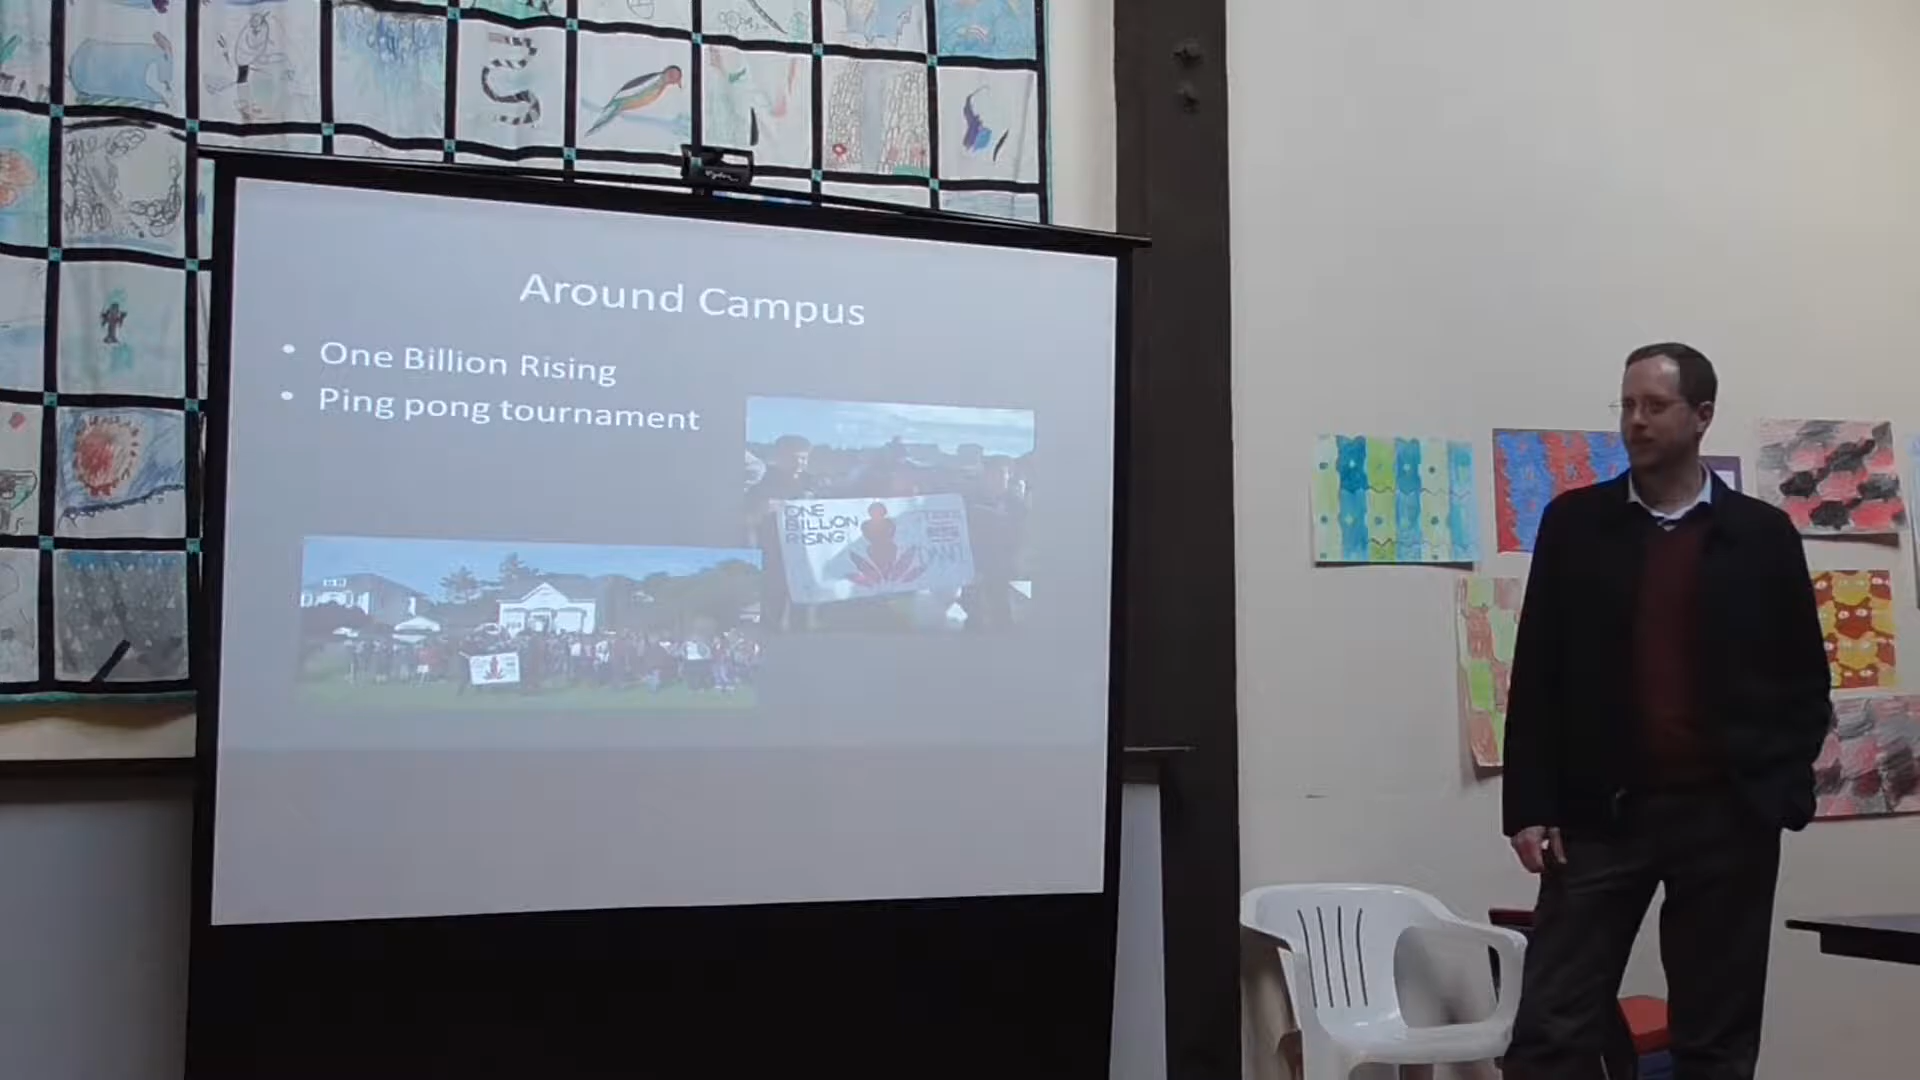 Around Campus
• One Billion Rising
• Ping pong tournament
ONE
BILLION
RISING